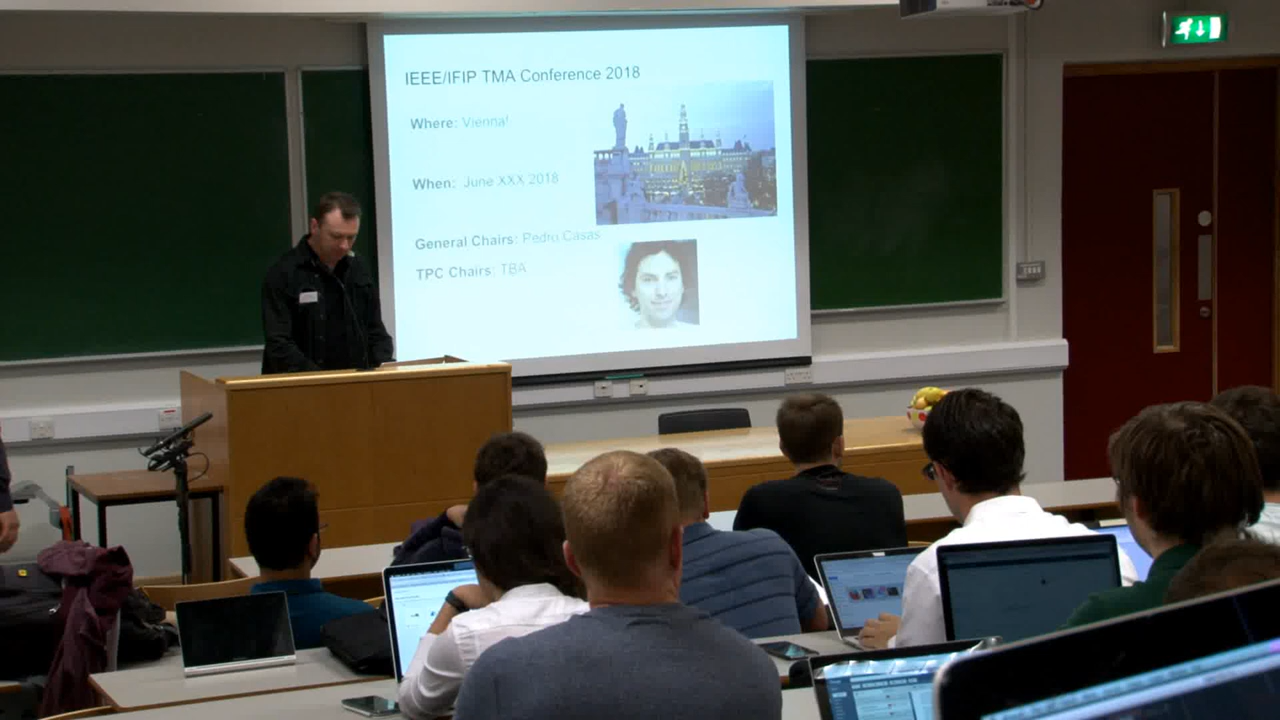 IEEE/IFIP TMA Conference 2018
Where: Vienna!
When: June XXX 2018
General Chairs: Pedro Casas
TPC Chairs: TBA